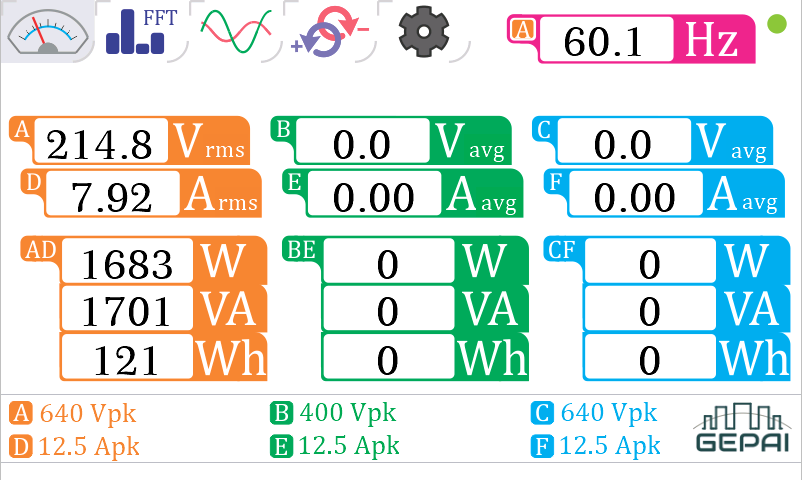 FFT
+ -
A 60.1 Hz
A 214.8 Vrms
D 7.92 Arms
B 0.0 Vavg
E 0.00 Aavg
C 0.0 Vavg
F 0.00 Aavg
AD 1683 W
1701 VA
121 Wh
BE 0 W
0 VA
0 Wh
CF 0 W
0 VA
0 Wh
A 640 Vpk
D 12.5 Apk
B 400 Vpk
E 12.5 Apk
C 640 Vpk
F 12.5 Apk
GEPAI